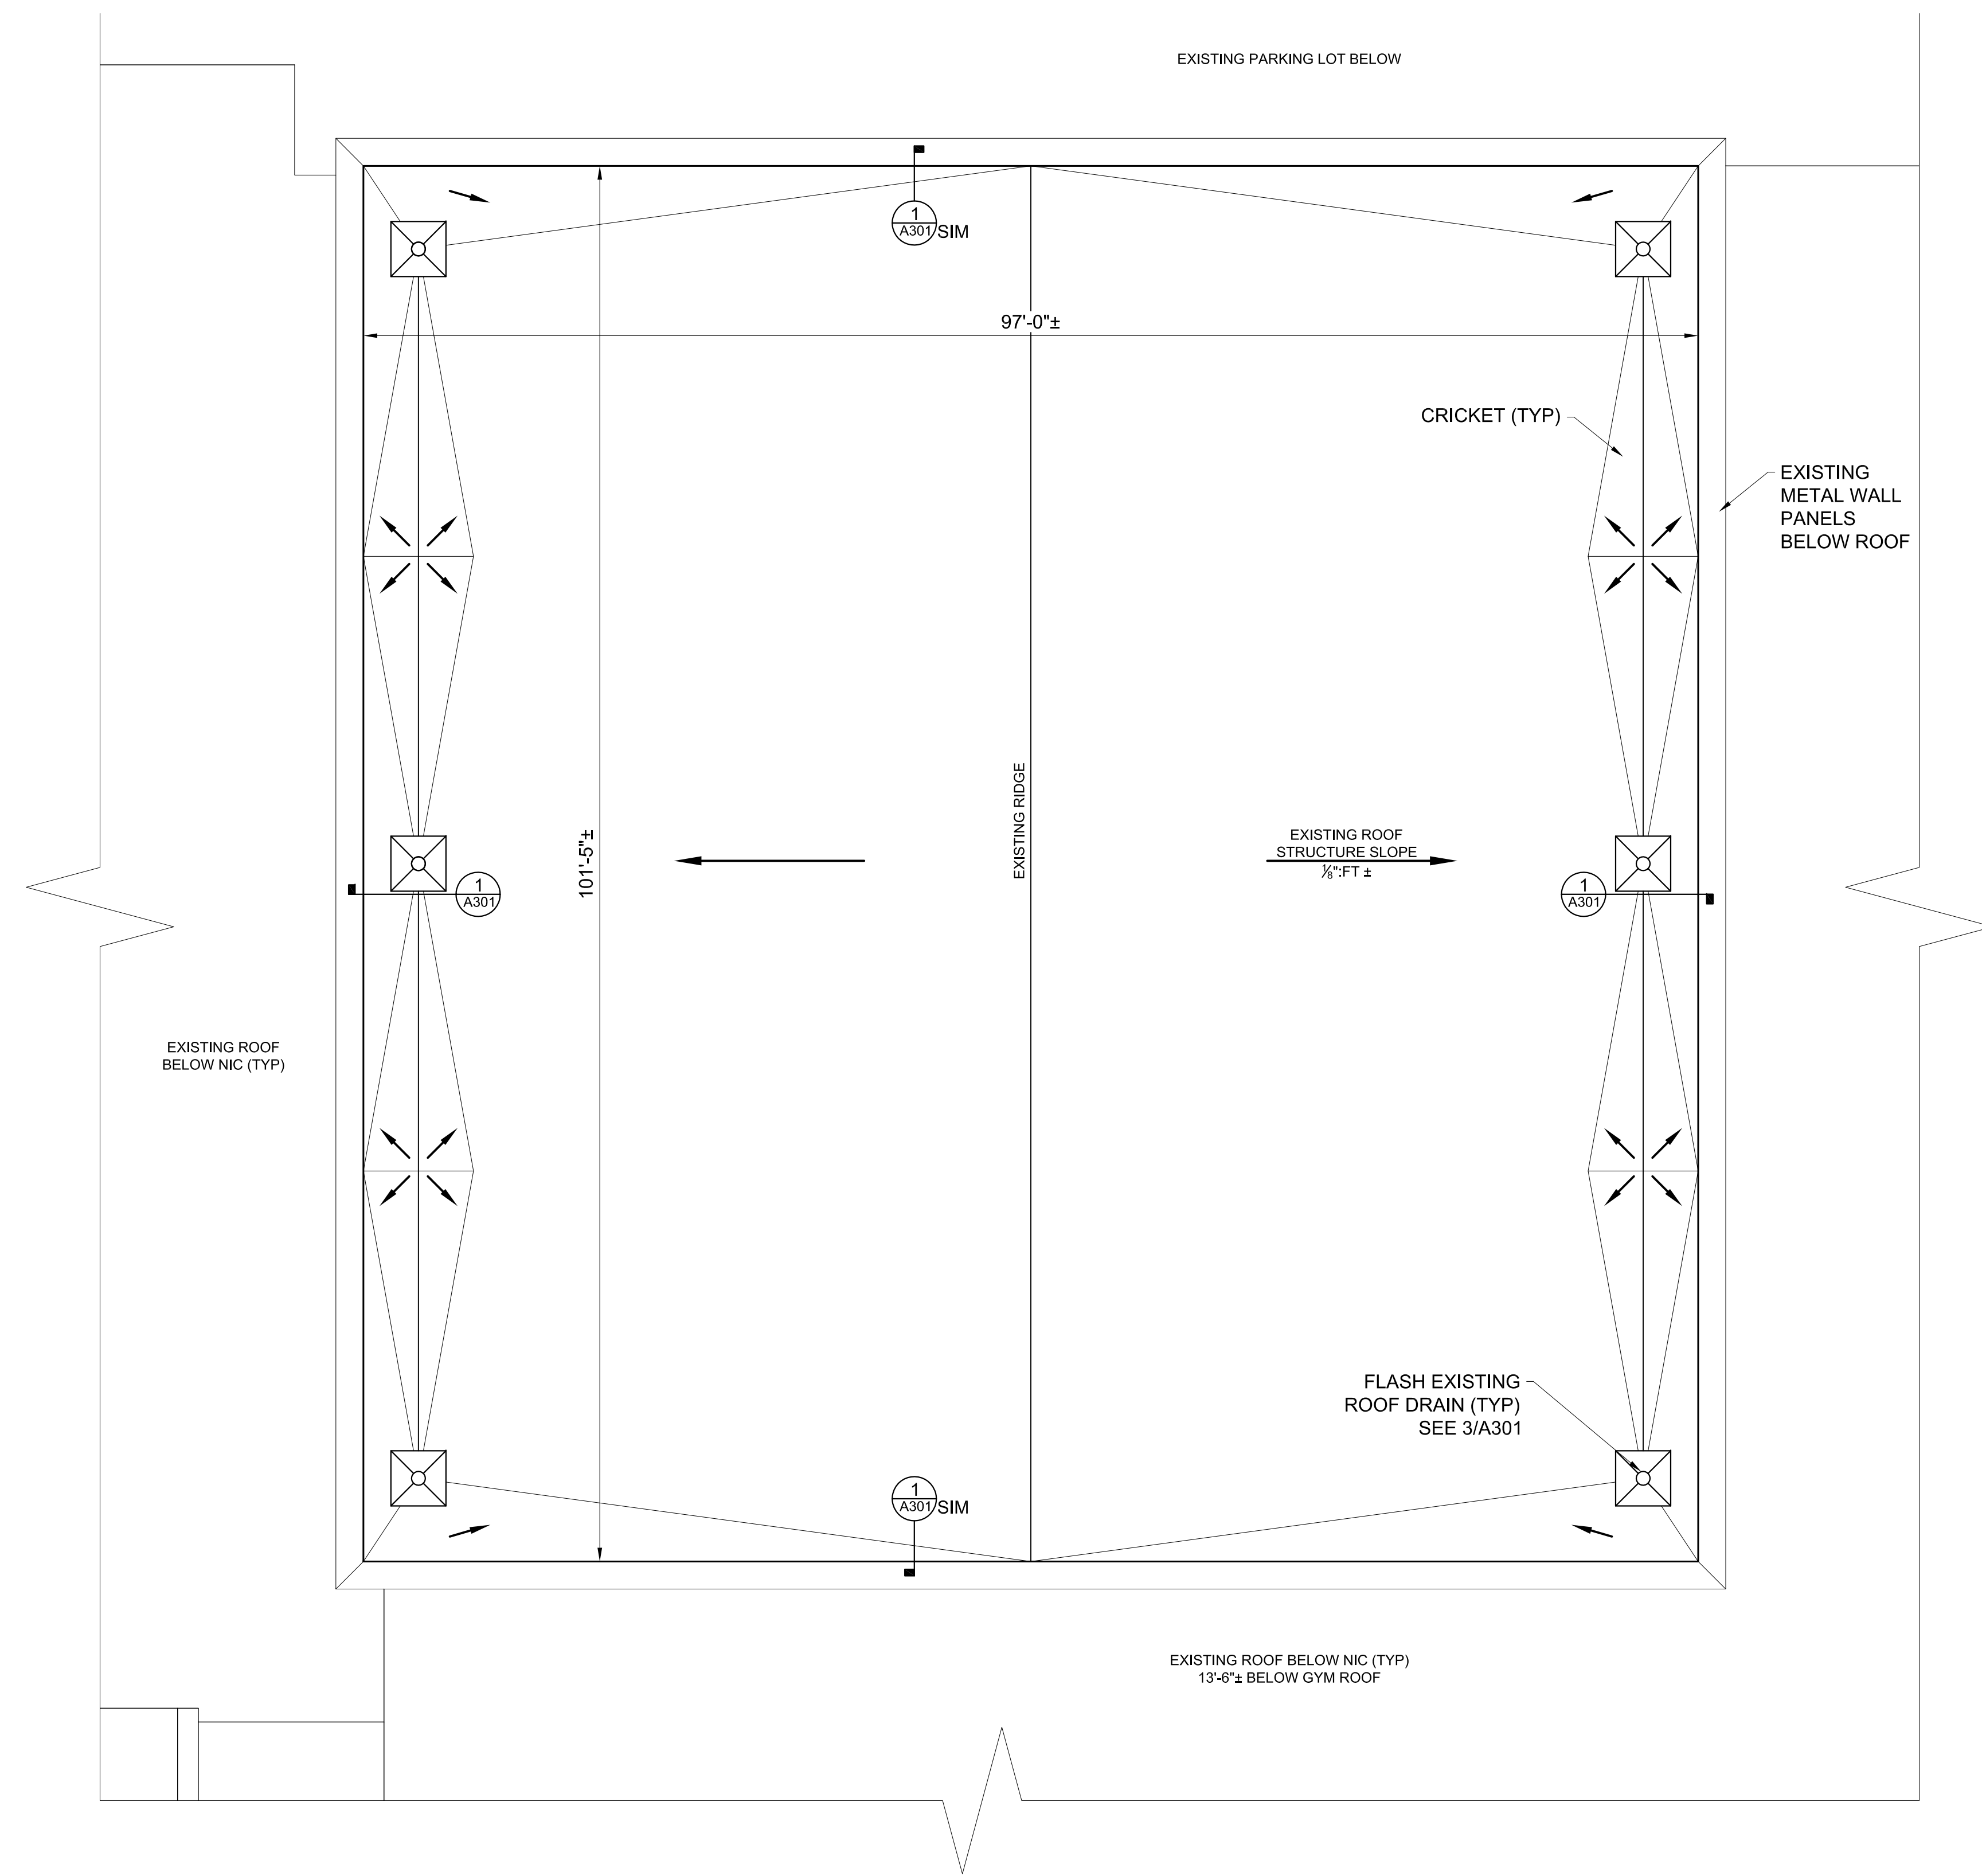 EXISTING PARKING LOT BELOW
1
A301
SIM
97'-0"±
CRICKET (TYP)
EXISTING
METAL WALL
PANELS
BELOW ROOF
101'-5"±
EXISTING RIDGE
EXISTING ROOF
STRUCTURE SLOPE
⅛":FT ±
1
A301
1
A301
EXISTING ROOF
BELOW NIC (TYP)
FLASH EXISTING
ROOF DRAIN (TYP)
SEE 3/A301
1
A301
SIM
EXISTING ROOF BELOW NIC (TYP)
13'-6"± BELOW GYM ROOF